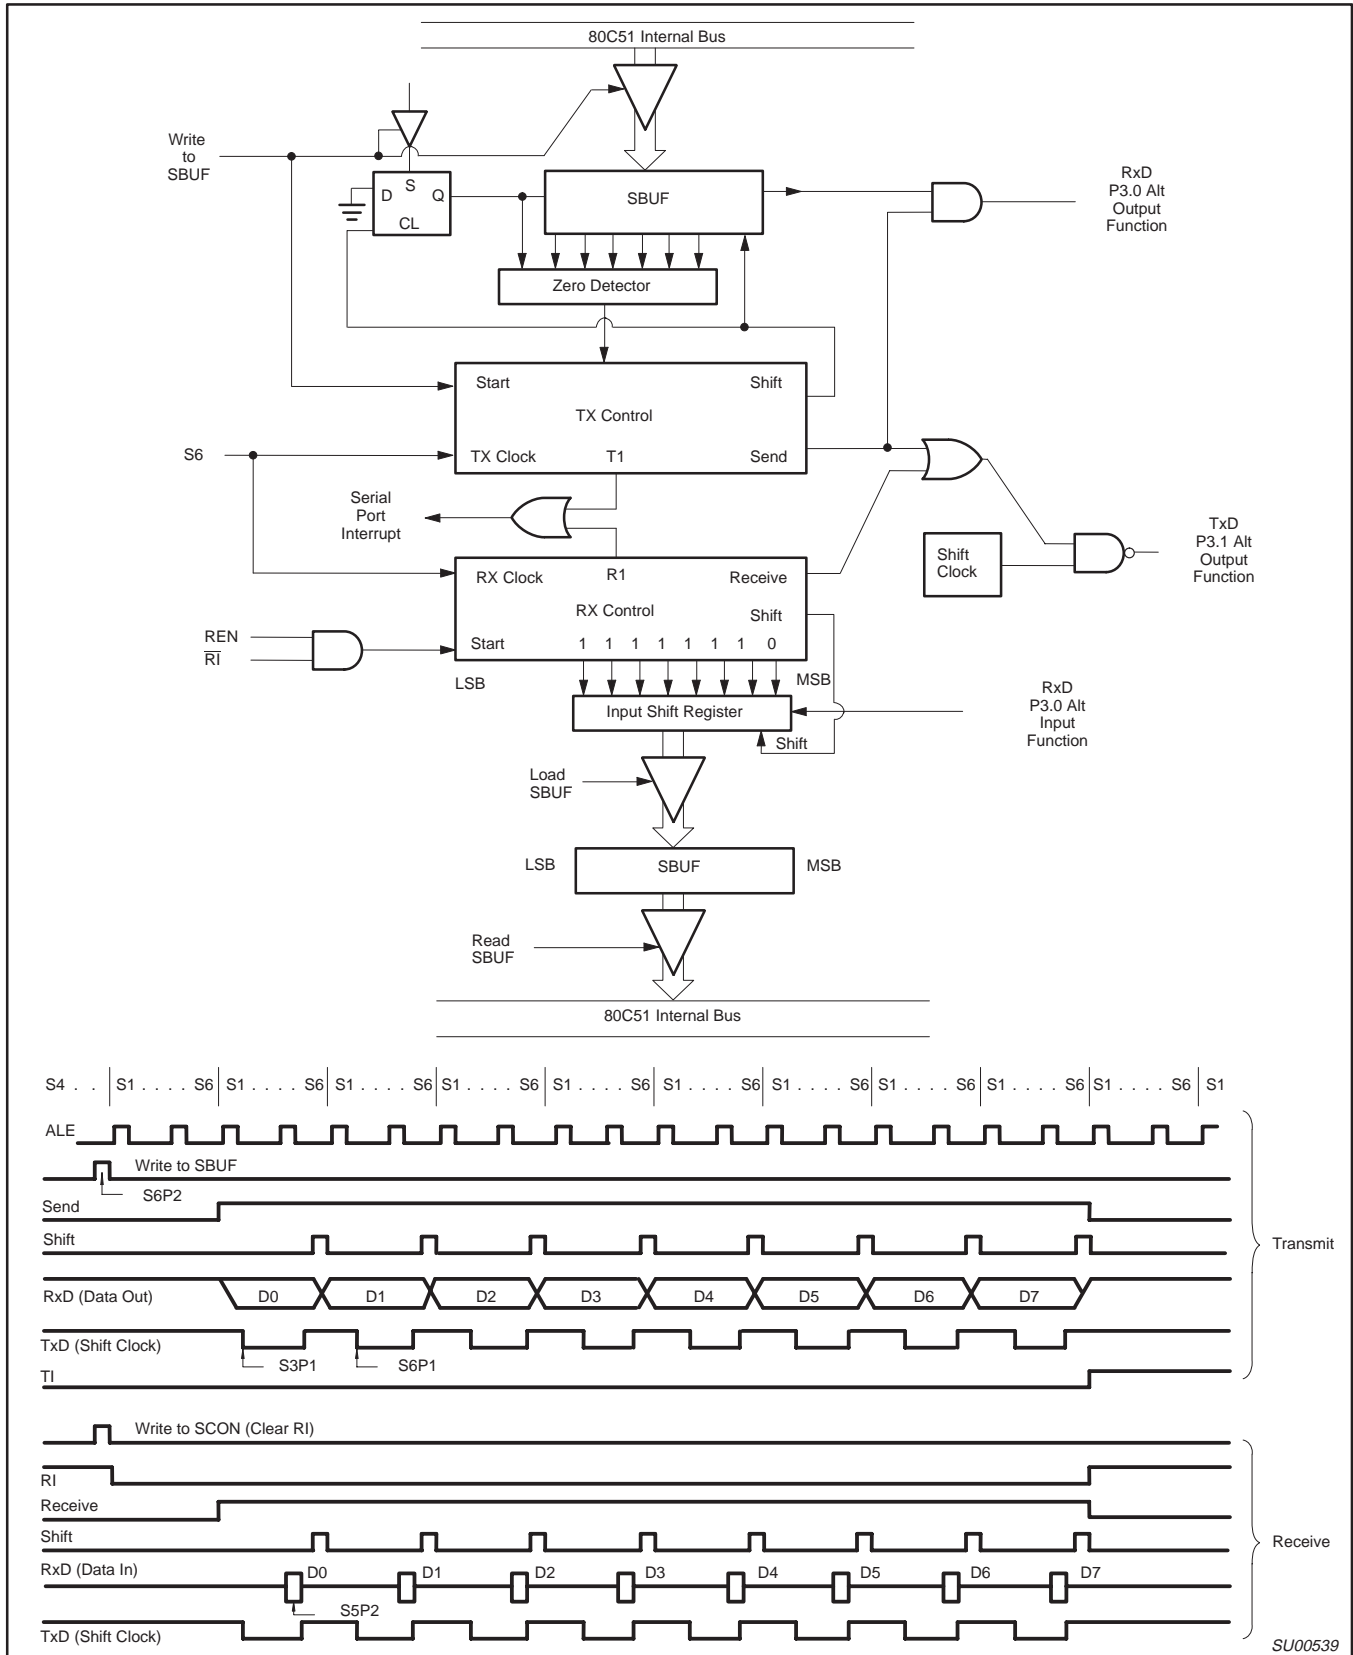 80C51 Internal Bus
Write
to
SBUF
S
D
Q
CL
SBUF
RxD
P3.0 Alt
Output
Function
Zero Detector
Start
Shift
TX Control
S6
TX Clock
T1
Send
Serial
Port
Interrupt
TxD
P3.1 Alt
Output
Function
Shift
Clock
RX Clock
R1
Receive
RX Control
Shift
REN
RI
Start
1 1 1 1 1 1 1 0
LSB
MSB
RxD
P3.0 Alt
Input
Function
Input Shift Register
Shift
Load
SBUF
LSB
SBUF
MSB
Read
SBUF
80C51 Internal Bus
S4 . . S1 . . . . S6 S1 . . . . S6 S1 . . . . S6 S1 . . . . S6 S1 . . . . S6 S1 . . . . S6 S1 . . . . S6 S1 . . . . S6 S1 . . . . S6 S1 . . . . S6 S1
ALE
Write to SBUF
S6P2
Send
Shift
Transmit
RxD (Data Out) D0 D1 D2 D3 D4 D5 D6 D7
TxD (Shift Clock)
S3P1 S6P1
TI
Write to SCON (Clear RI)
RI
Receive
Shift
Receive
RxD (Data In) D0 D1 D2 D3 D4 D5 D6 D7
S5P2
TxD (Shift Clock)
SU00539